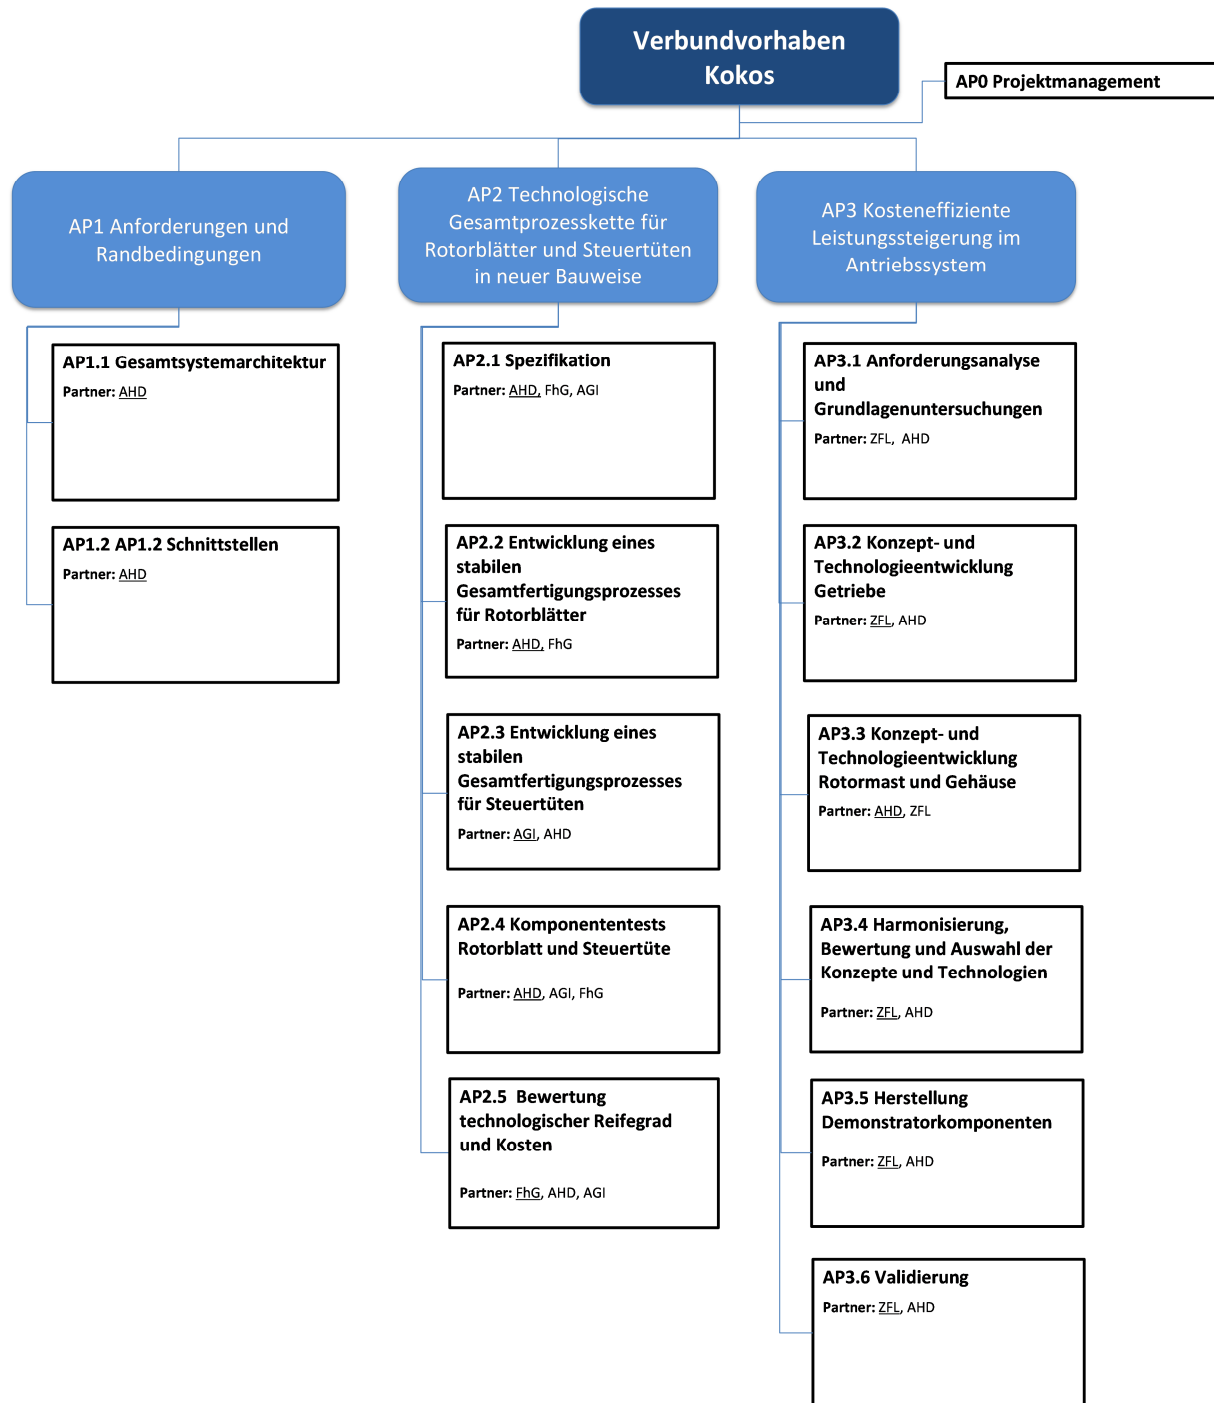 Verbundvorhaben
Kokos
AP0 Projektmanagement
AP1 Anforderungen und
Randbedingungen
AP1.1 Gesamtsystemarchitektur
Partner: AHD
AP1.2 AP1.2 Schnittstellen
Partner: AHD
AP2 Technologische
Gesamtprozesskette für
Rotorblätter und Steuertüten
in neuer Bauweise
AP2.1 Spezifikation
Partner: AHD, FhG, AGI
AP2.2 Entwicklung eines
stabilen
Gesamtfertigungsprozesses
für Rotorblätter
Partner: AHD, FhG
AP2.3 Entwicklung eines
stabilen
Gesamtfertigungsprozesses
für Steuertüten
Partner: AGI, AHD
AP2.4 Komponententests
Rotorblatt und Steuertüte
Partner: AHD, AGI, FhG
AP2.5  Bewertung
technologischer Reifegrad
und Kosten
Partner: FhG, AHD, AGI
AP3 Kosteneffiziente
Leistungssteigerung im
Antriebssystem
AP3.1 Anforderungsanalyse
und
Grundlagenuntersuchungen
Partner: ZFL,  AHD
AP3.2 Konzept- und
Technologieentwicklung
Getriebe
Partner: ZFL, AHD
AP3.3 Konzept- und
Technologieentwicklung
Rotormast und Gehäuse
Partner: AHD, ZFL
AP3.4 Harmonisierung,
Bewertung und Auswahl der
Konzepte und Technologien
Partner: ZFL, AHD
AP3.5 Herstellung
Demonstratorkomponenten
Partner: ZFL, AHD
AP3.6 Validierung
Partner: ZFL, AHD